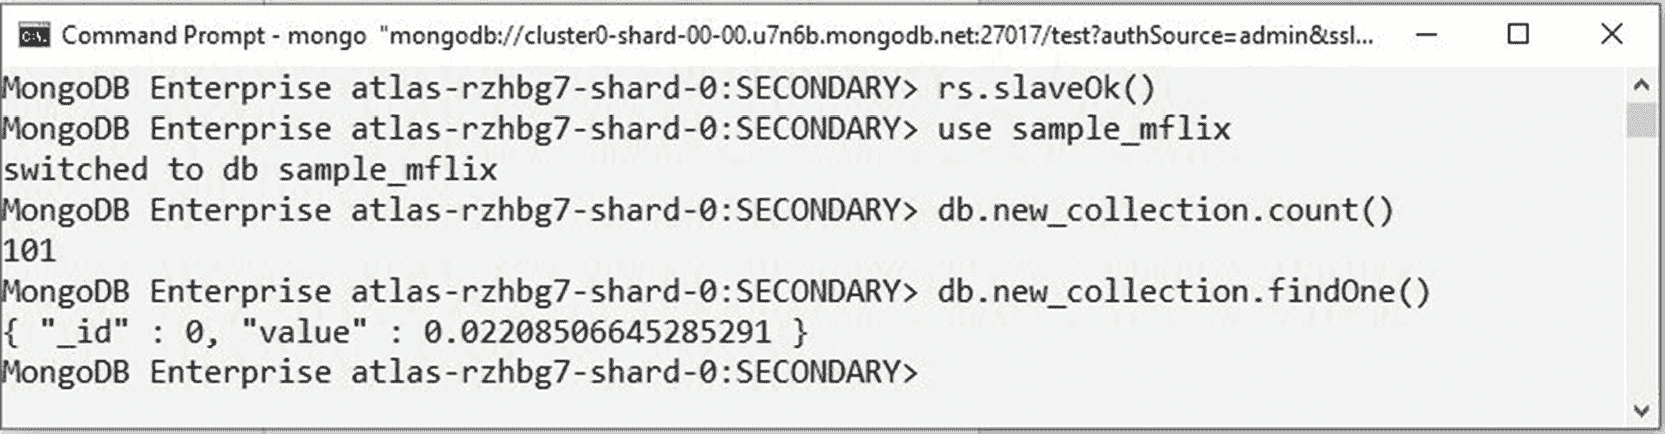 Command Prompt - mongo "mongodb://cluster0-shard-00-00.u7n6b.mongodb.net:27017/test?authSource=admin&ssl...
MongoDB Enterprise atlas-rzhbg7-shard-0:SECONDARY> rs.slaveOk()
MongoDB Enterprise atlas-rzhbg7-shard-0:SECONDARY> use sample_mflix
switched to db sample_mflix
MongoDB Enterprise atlas-rzhbg7-shard-0:SECONDARY> db.new_collection.count()
101
MongoDB Enterprise atlas-rzhbg7-shard-0:SECONDARY> db.new_collection.findOne()
{ "_id" : 0, "value" : 0.02208506645285291 }
MongoDB Enterprise atlas-rzhbg7-shard-0:SECONDARY>